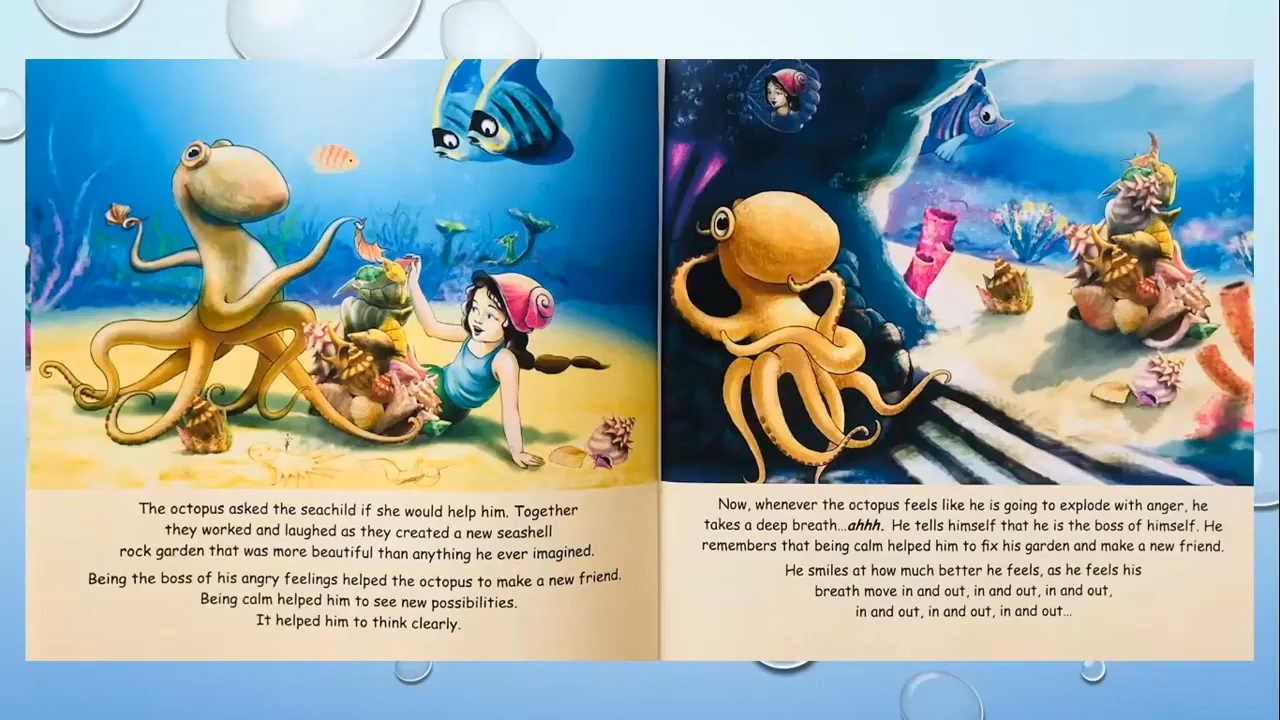 The octopus asked the seachild if she would help him. Together
they worked and laughed as they created a new seashell
rock garden that was more beautiful than anything he ever imagined.
Being the boss of his angry feelings helped the octopus to make a new friend.
Being calm helped him to see new possibilities.
It helped him to think clearly.
Now, whenever the octopus feels like he is going to explode with anger, he
takes a deep breath...ahhh. He tells himself that he is the boss of himself. He
remembers that being calm helped him to fix his garden and make a new friend.
He smiles at how much better he feels, as he feels his
breath move in and out, in and out, in and out,
in and out, in and out, in and out...